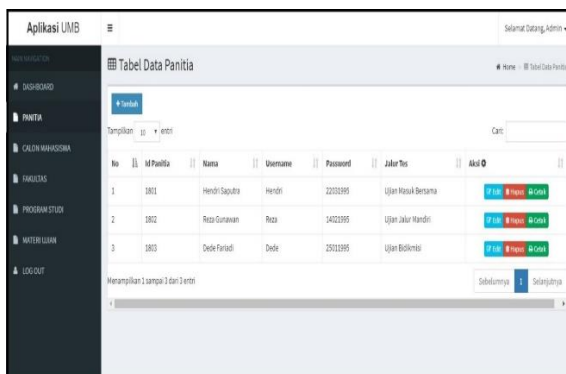 Aplikasi UMB
Selamat Datang, Admin
MAIN NAVIGATION
Tabel Data Panitia
Home > Tabel Data Panitia
DASHBOARD
PANITIA
CALON MAHASISWA
FAKULTAS
PROGRAM STUDI
MATERI UJIAN
LOG OUT
+Tambah
Tampilkan 10 entri
Cari:
No Id Panitia Nama Username Password Jalur Tes Aksi
1 1801 Hendri Saputra Hendri 22031995 Ujian Masuk Bersama Edit Hapus Cetak
2 1802 Reza Gunawan Reza 14021995 Ujian Jalur Mandiri Edit Hapus Cetak
3 1803 Dede Fariadi Dede 25011995 Ujian Bidikmisi Edit Hapus Cetak
Menampilkan 1 sampai 3 dari 3 entri
Sebelumnya 1 Selanjutnya